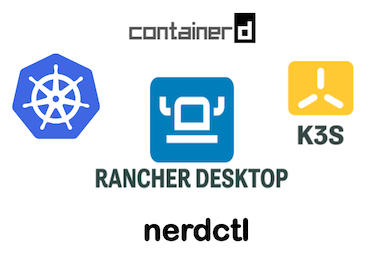 containerd
K3S
RANCHER DESKTOP
nerdctl